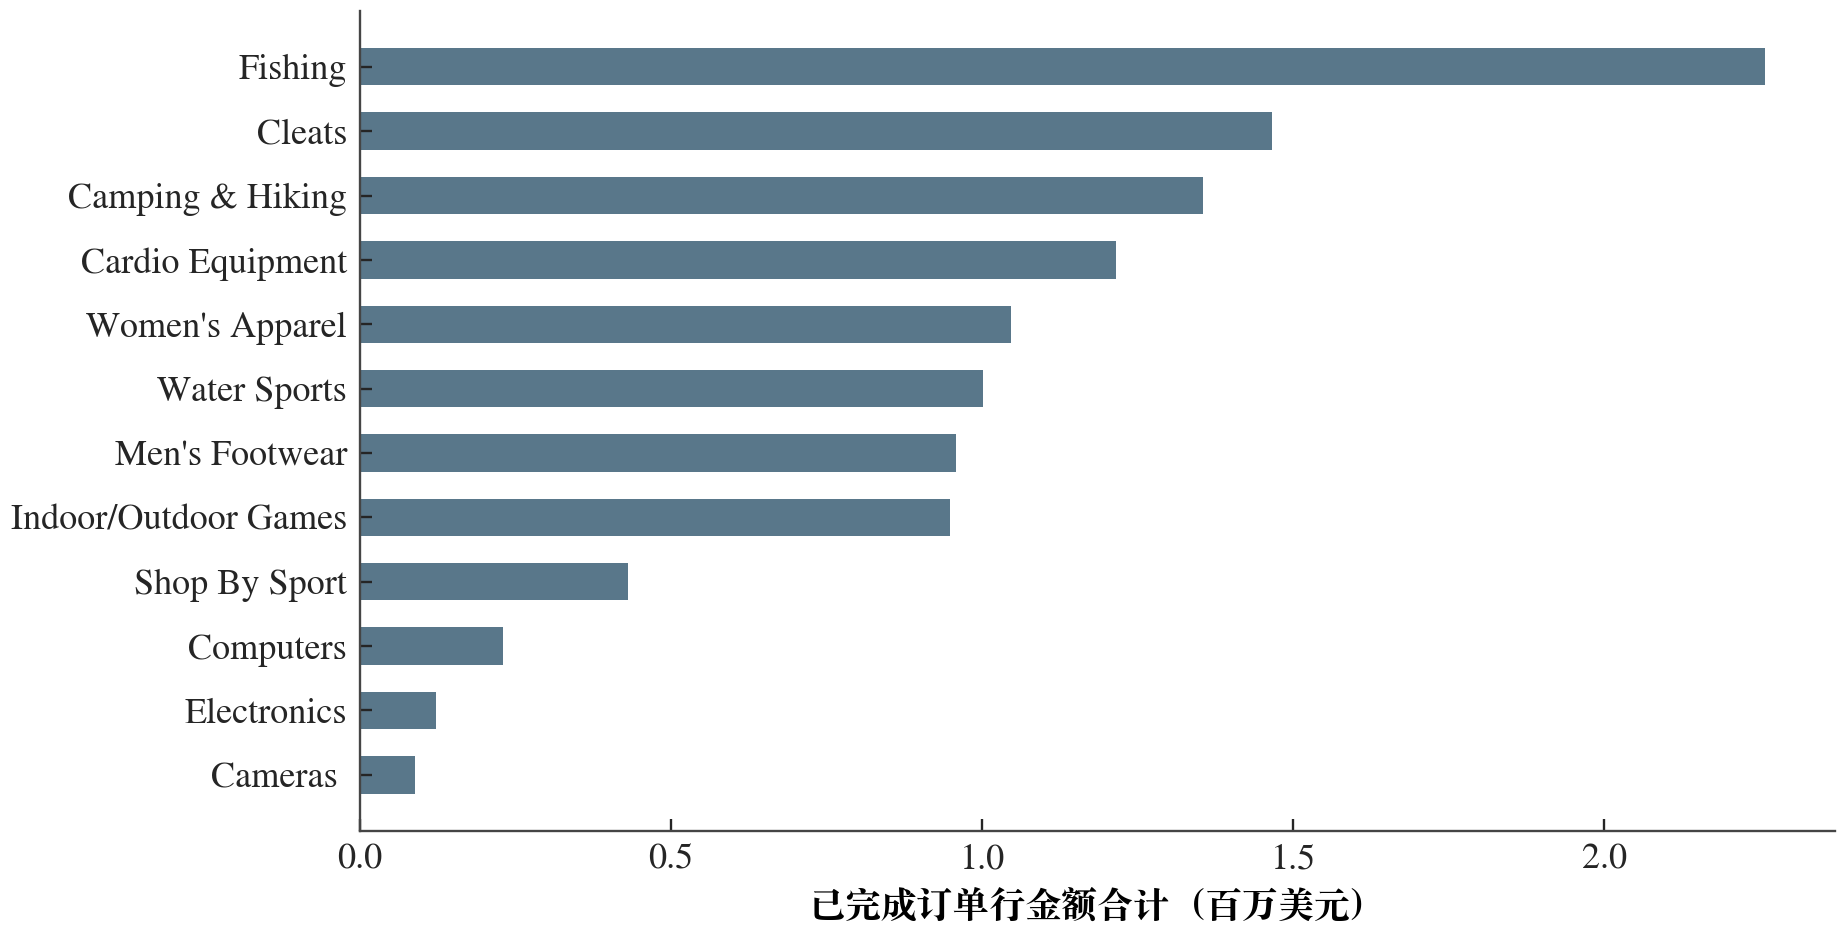 Fishing
Cleats
Camping & Hiking
Cardio Equipment
Women's Apparel
Water Sports
Men's Footwear
Indoor/Outdoor Games
Shop By Sport
Computers
Electronics
Cameras
0.0 0.5 1.0 1.5 2.0
已完成订单行金额合计（百万美元）